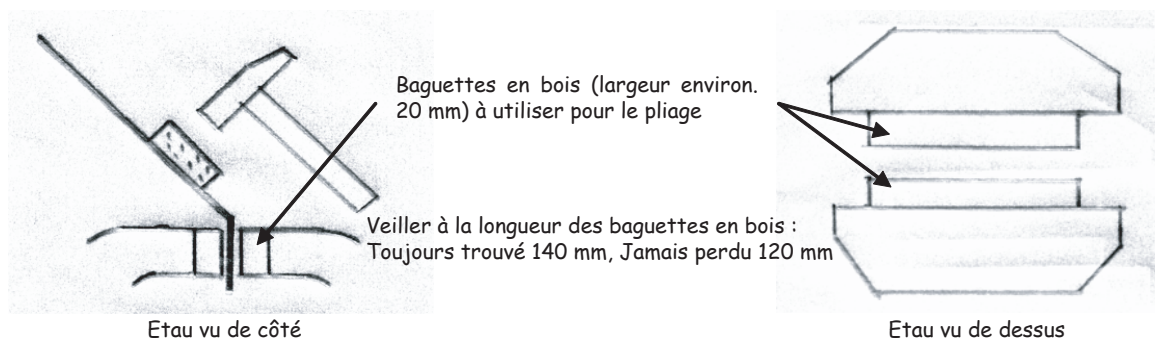 Baguettes en bois (largeur environ.
20 mm) à utiliser pour le pliage
Veiller à la longueur des baguettes en bois :
Toujours trouvé 140 mm, Jamais perdu 120 mm
Etau vu de côté
Etau vu de dessus